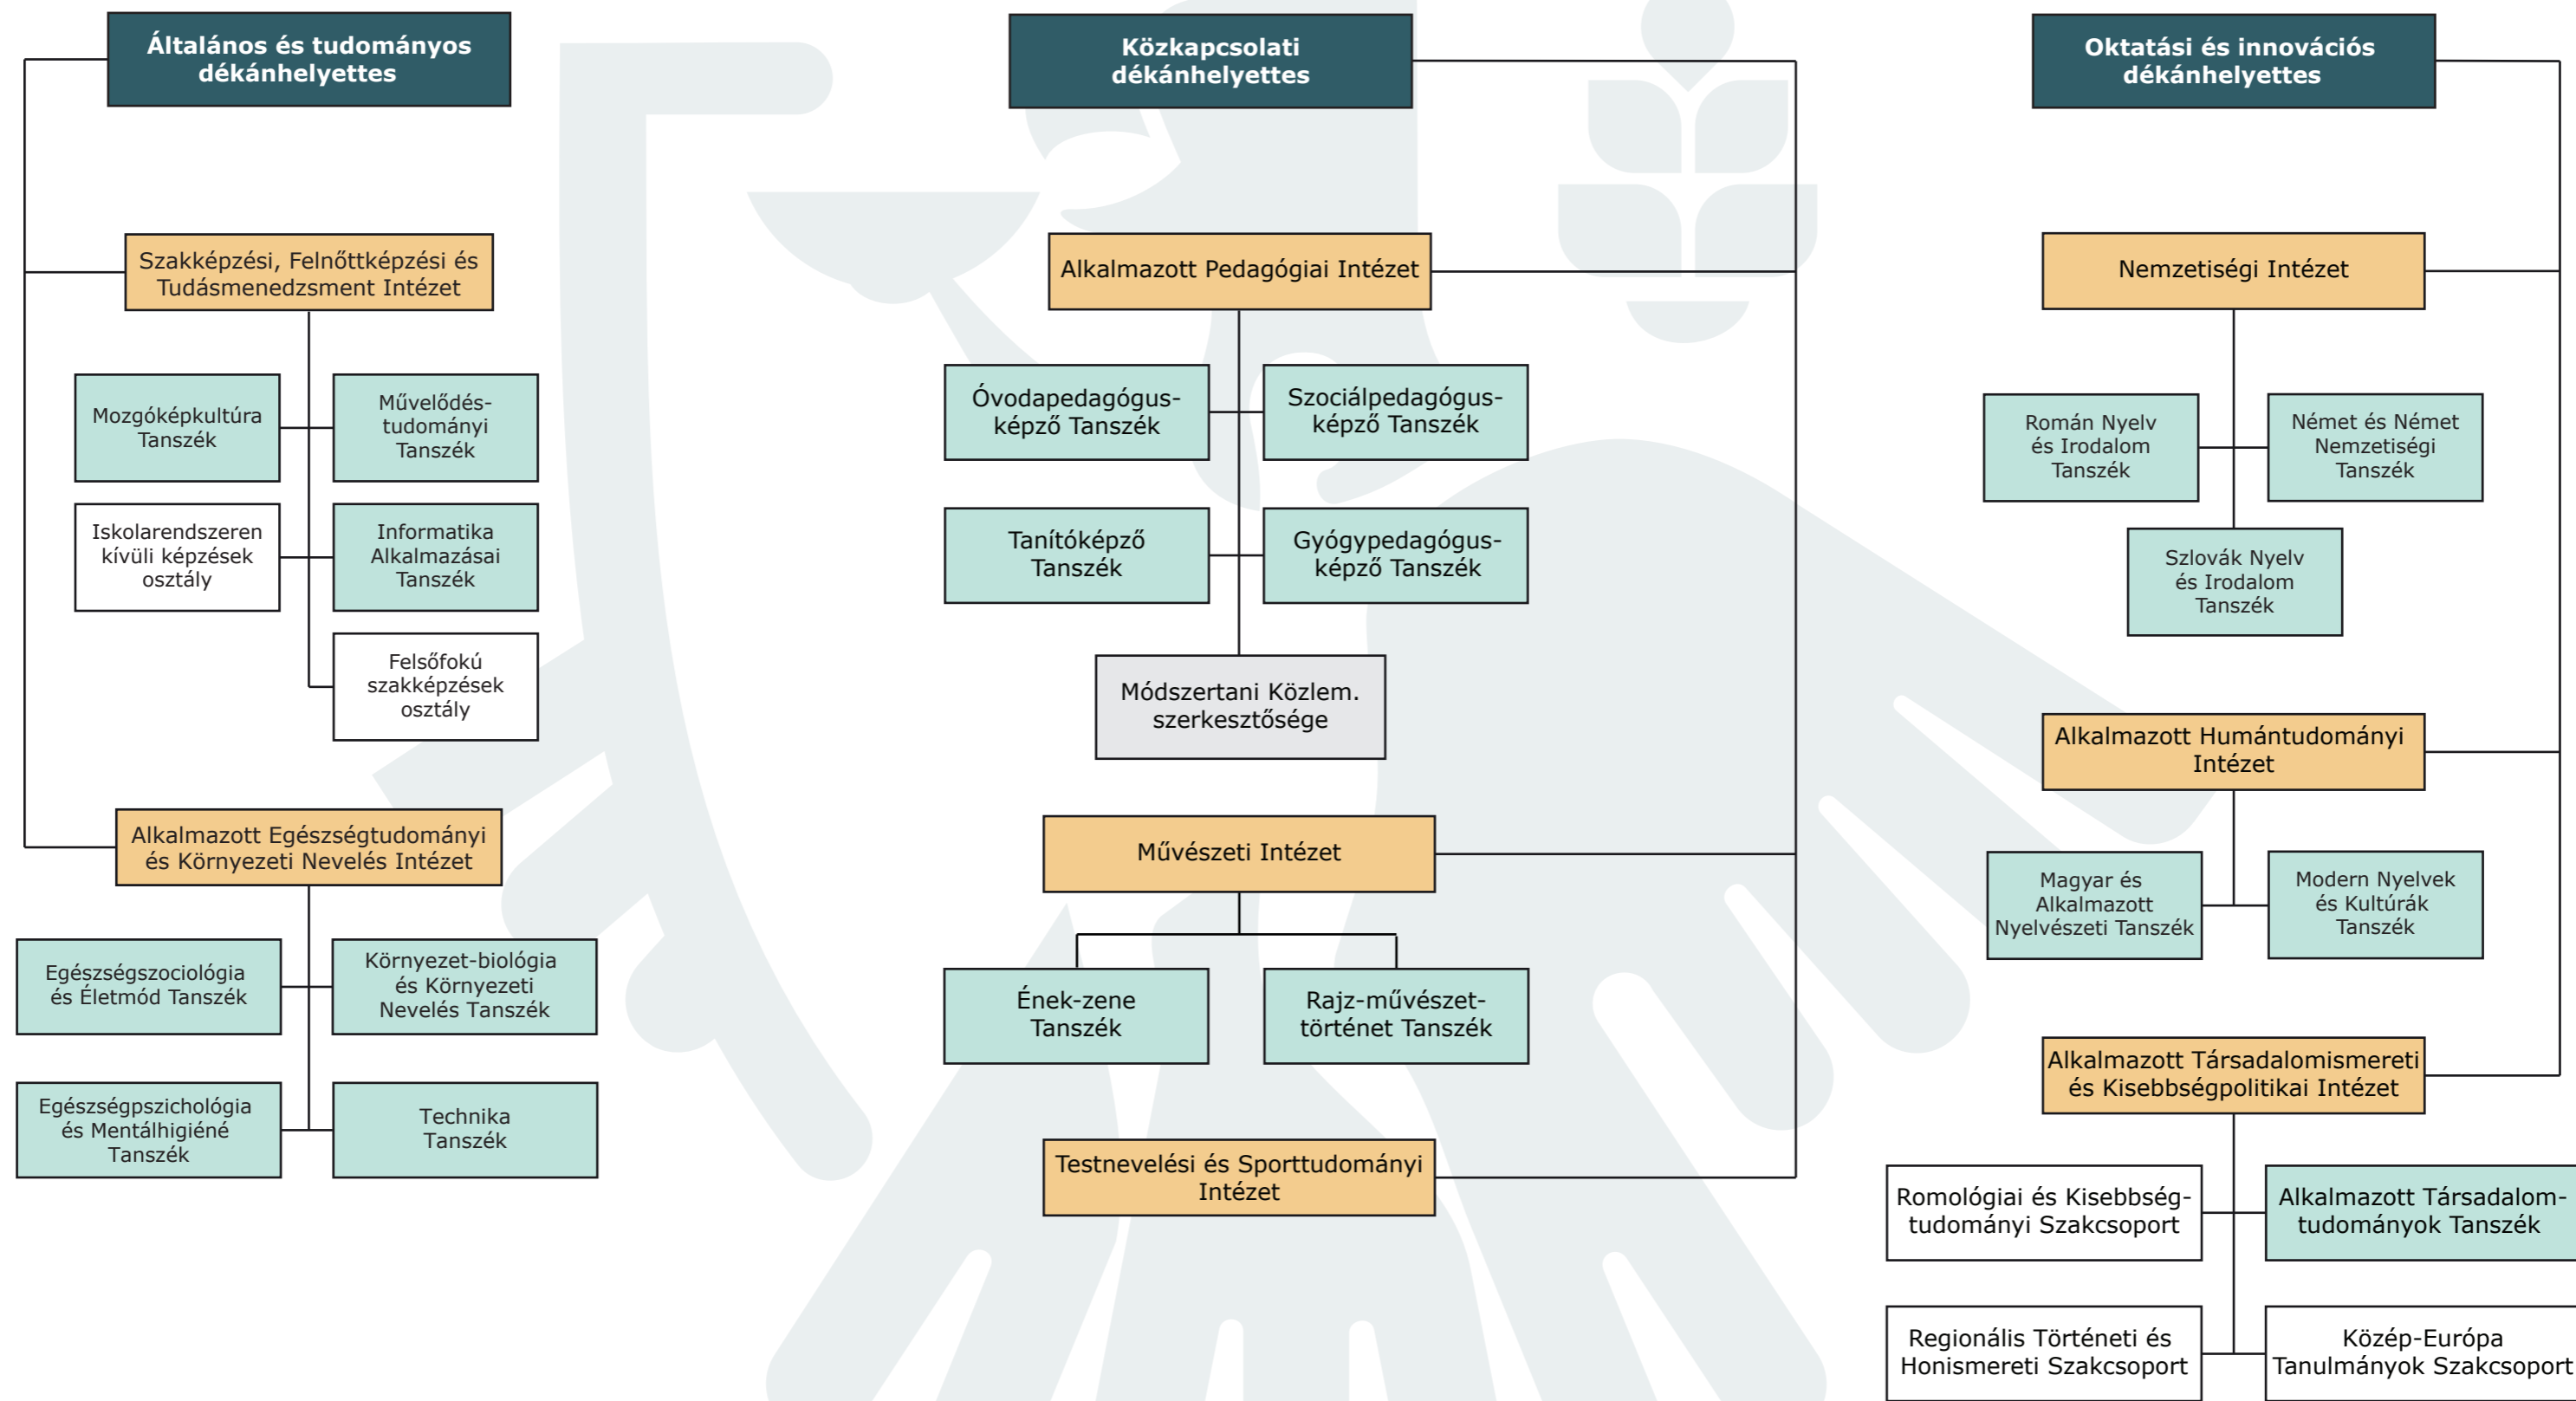 Általános és tudományos
dékánhelyettes
Szakképzési, Felnőttképzési és
Tudásmenedzsment Intézet
Mozgóképkultúra
Tanszék
Művelődés-
tudományi
Tanszék
Iskolarendszeren
kívüli képzések
osztály
Informatika
Alkalmazásai
Tanszék
Felsőfokú
szakképzések
osztály
Alkalmazott Egészségtudományi
és Környezeti Nevelés Intézet
Egészségszociológia
és Életmód Tanszék
Környezet-biológia
és Környezeti
Nevelés Tanszék
Egészségpszichológia
és Mentálhigiéné
Tanszék
Technika
Tanszék
Közkapcsolati
dékánhelyettes
Alkalmazott Pedagógiai Intézet
Óvodapedagógus-
képző Tanszék
Szociálpedagógus-
képző Tanszék
Tanítóképző
Tanszék
Gyógypedagógus-
képző Tanszék
Módszertani Közlem.
szerkesztősége
Művészeti Intézet
Ének-zene
Tanszék
Rajz-művészet-
történet Tanszék
Testnevelési és Sporttudományi
Intézet
Oktatási és innovációs
dékánhelyettes
Nemzetiségi Intézet
Román Nyelv
és Irodalom
Tanszék
Német és Német
Nemzetiségi
Tanszék
Szlovák Nyelv
és Irodalom
Tanszék
Alkalmazott Humántudományi
Intézet
Magyar és
Alkalmazott
Nyelvészeti Tanszék
Modern Nyelvek
és Kultúrák
Tanszék
Alkalmazott Társadalomismereti
és Kisebbségpolitikai Intézet
Romológiai és Kisebbség-
tudományi Szakcsoport
Alkalmazott Társadalom-
tudományok Tanszék
Regionális Történeti és
Honismereti Szakcsoport
Közép-Európa
Tanulmányok Szakcsoport